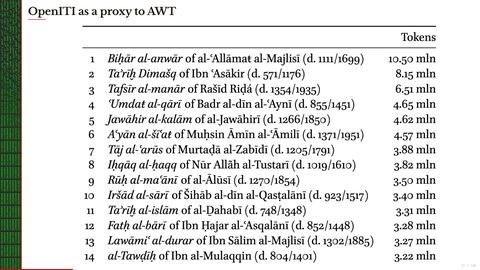 OpenITI as a proxy to AWT
Tokens
1 Biḥār al-anwār of al-ʿAllāmaẗ al-Maǧlisī (d. 1111/1699) 10.50 mln
2 Taʾrīḫ Dimašq of Ibn ʿAsākir (d. 571/1176) 8.15 mln
3 Tafsīr al-manār of Rašīd Riḍá (d. 1354/1935) 6.51 mln
4 ʿUmdaẗ al-qārī of Badr al-dīn al-ʿAynī (d. 855/1451) 4.65 mln
5 Jawāhir al-kalām of al-Jawāhirī (d. 1266/1850) 4.62 mln
6 Aʿyān al-šīʿaẗ of Muḥsin Āmīn al-ʿĀmilī (d. 1371/1951) 4.57 mln
7 Tāj al-ʿarūs of Murtaḍá al-Zabīdī (d. 1205/1791) 3.88 mln
8 Iḥqāq al-ḥaqq of Nūr Allāh al-Tustarī (d. 1019/1610) 3.82 mln
9 Rūḥ al-maʿānī of al-Ālūsī (d. 1270/1854) 3.50 mln
10 Iršād al-sārī of Šihāb al-dīn al-Qasṭalānī (d. 923/1517) 3.40 mln
11 Taʾrīḫ al-islām of al-Ḏahabī (d. 748/1348) 3.31 mln
12 Fatḥ al-bārī of Ibn Ḥajar al-ʿAsqalānī (d. 852/1448) 3.28 mln
13 Lawāmiʿ al-durar of Ibn Sālim al-Majlisī (d. 1302/1885) 3.27 mln
14 al-Tawḍīḥ of Ibn al-Mulaqqin (d. 804/1401) 3.22 mln